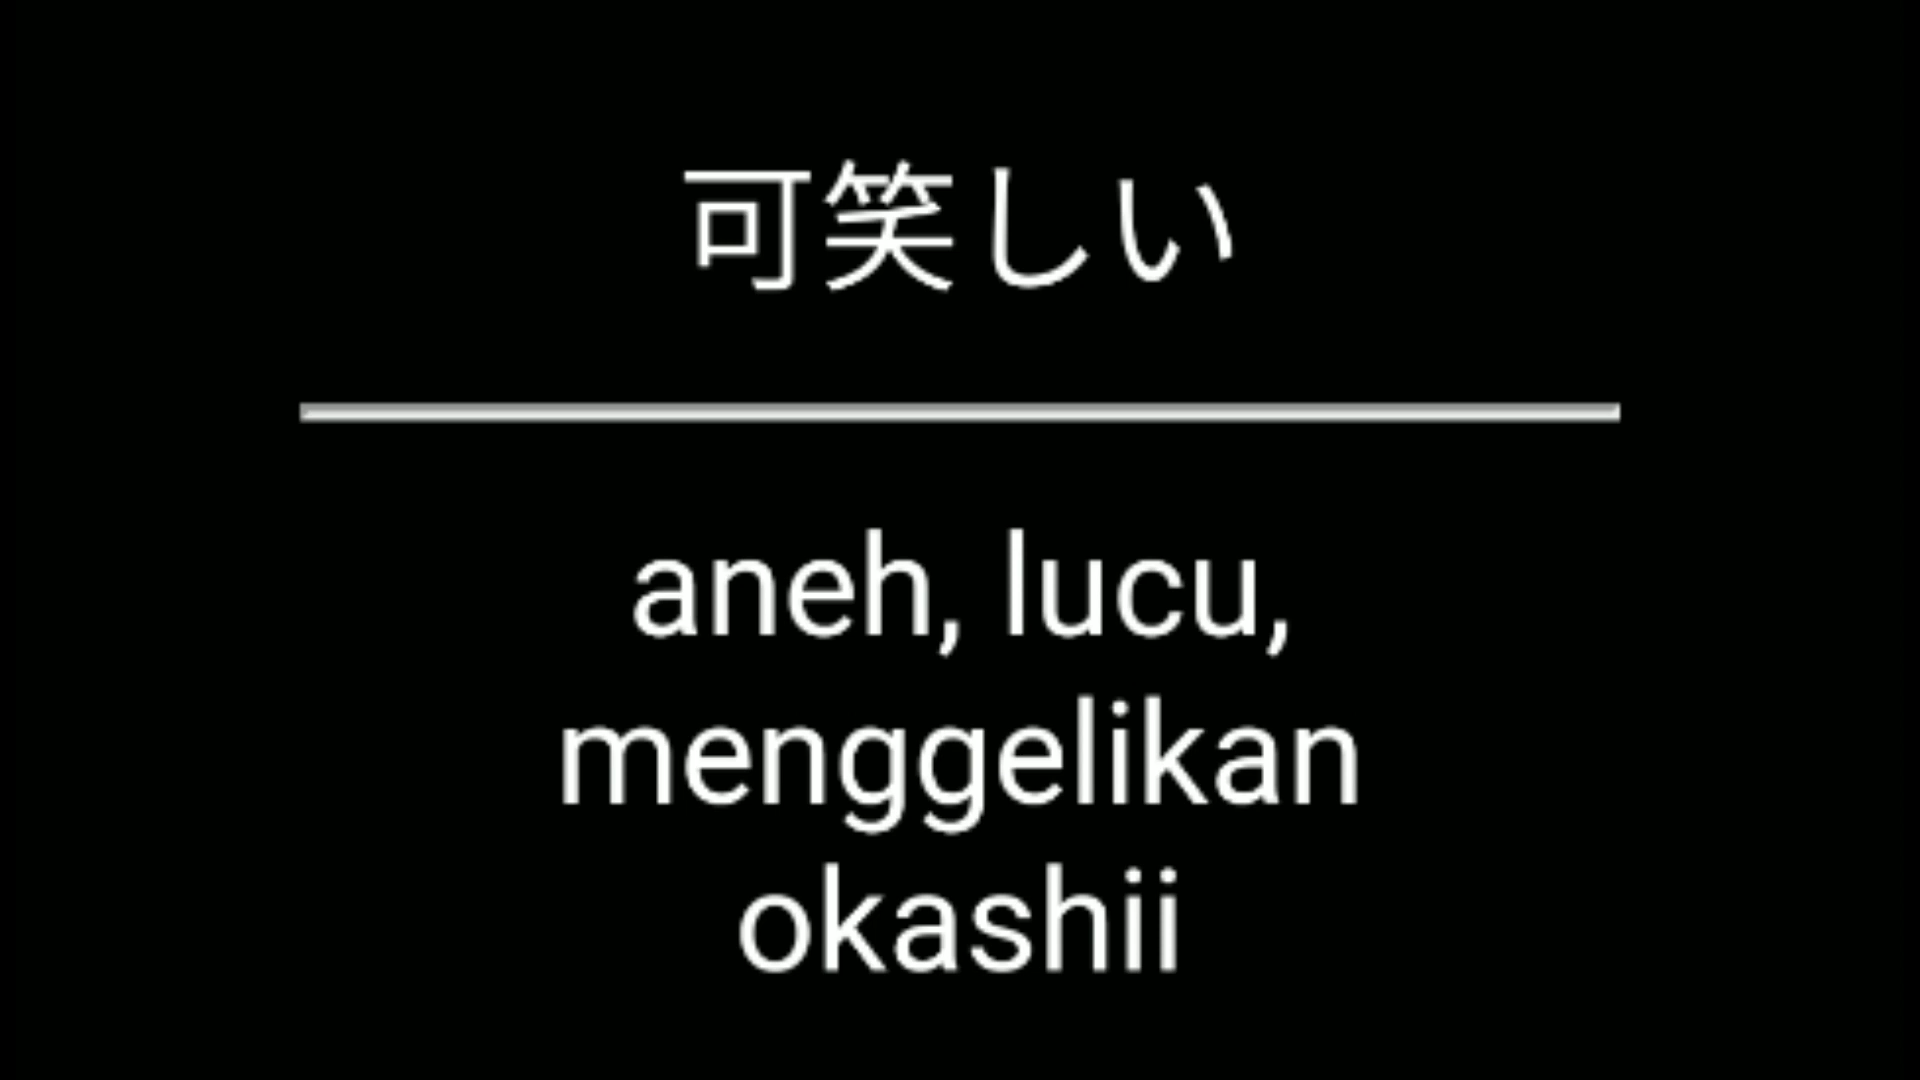 可笑しい
aneh, lucu,
menggelikan
okashii